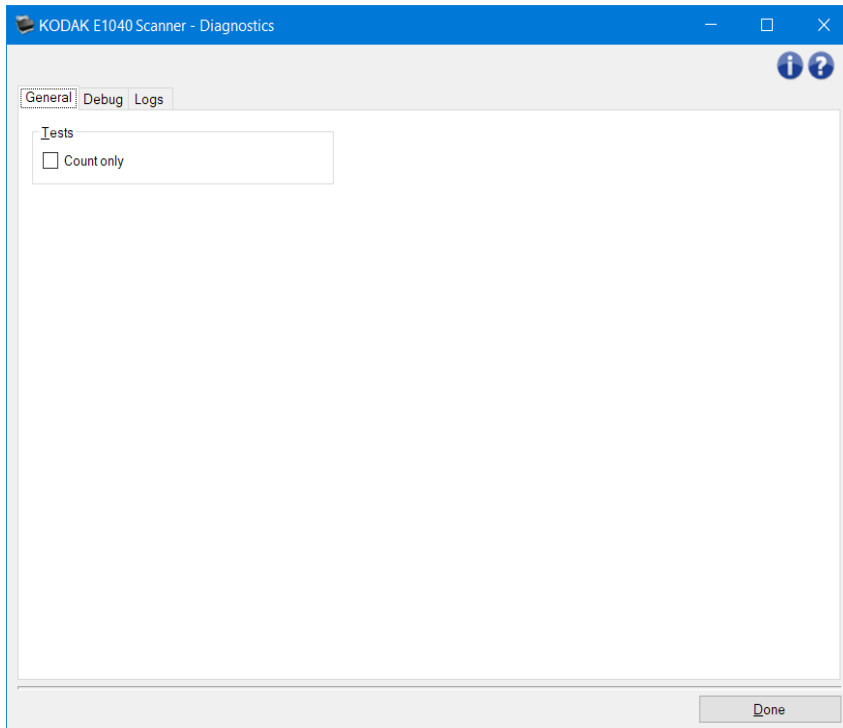 KODAK E1040 Scanner - Diagnostics
General Debug Logs
Tests
Count only
Done